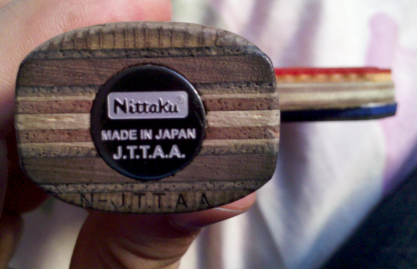 Nittaku
MADE IN JAPAN
J.T.T.A.A.
N-JTTAA